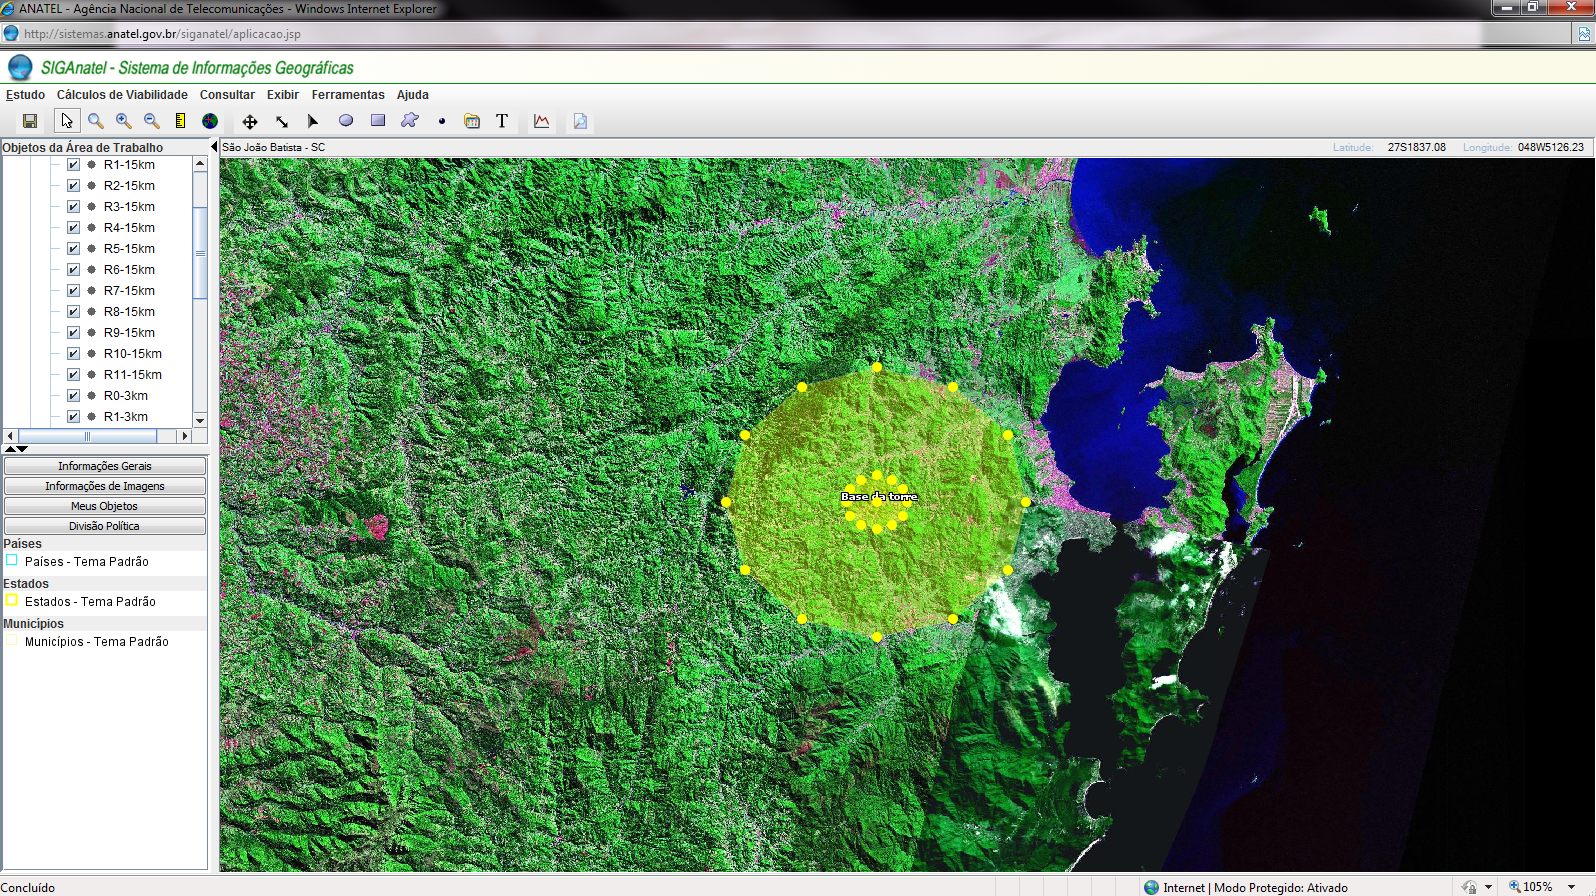 ANATEL - Agência Nacional de Telecomunicações - Windows Internet Explorer
http://sistemas.anatel.gov.br/siganatel/aplicacao.jsp
SIGAnatel - Sistema de Informações Geográficas
Estudo Cálculos de Viabilidade Consultar Exibir Ferramentas Ajuda
T
Objetos da Área de Trabalho
São João Batista - SC
Latitude: 27S1837.08 Longitude: 048W5126.23
R1-15km
R2-15km
R3-15km
R4-15km
R5-15km
R6-15km
R7-15km
R8-15km
R9-15km
R10-15km
R11-15km
R0-3km
R1-3km
Informações Gerais
Informações de Imagens
Meus Objetos
Divisão Política
Paises
Países - Tema Padrão
Estados
Estados - Tema Padrão
Municípios
Municípios - Tema Padrão
Base da torre
Concluído
Internet | Modo Protegido: Ativado
105%